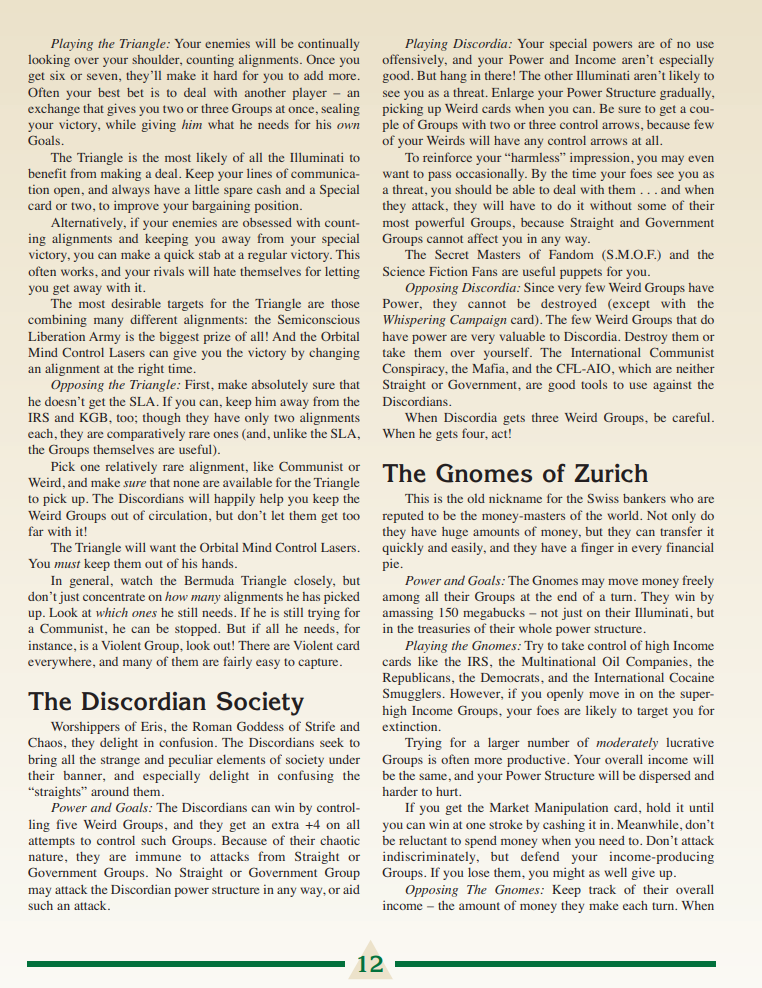 Playing the Triangle: Your enemies will be continually
looking over your shoulder, counting alignments. Once you
get six or seven, they'll make it hard for you to add more.
Often your best bet is to deal with another player – an
exchange that gives you two or three Groups at once, sealing
your victory, while giving him what he needs for his own
Goals.
The Triangle is the most likely of all the Illuminati to
benefit from making a deal. Keep your lines of communica-
tion open, and always have a little spare cash and a Special
card or two, to improve your bargaining position.
Alternatively, if your enemies are obsessed with count-
ing alignments and keeping you away from your special
victory, you can make a quick stab at a regular victory. This
often works, and your rivals will hate themselves for letting
you get away with it.
The most desirable targets for the Triangle are those
combining many different alignments: the Semiconscious
Liberation Army is the biggest prize of all! And the Orbital
Mind Control Lasers can give you the victory by changing
an alignment at the right time.
Opposing the Triangle: First, make absolutely sure that
he doesn't get the SLA. If you can, keep him away from the
IRS and KGB, too; though they have only two alignments
each, they are comparatively rare ones (and, unlike the SLA,
the Groups themselves are useful).
Pick one relatively rare alignment, like Communist or
Weird, and make sure that none are available for the Triangle
to pick up. The Discordians will happily help you keep the
Weird Groups out of circulation, but don't let them get too
far with it!
The Triangle will want the Orbital Mind Control Lasers.
You must keep them out of his hands.
In general, watch the Bermuda Triangle closely, but
don't just concentrate on how many alignments he has picked
up. Look at which ones he still needs. If he is still trying for
a Communist, he can be stopped. But if all he needs, for
instance, is a Violent Group, look out! There are Violent card
everywhere, and many of them are fairly easy to capture.
The Discordian Society
Worshippers of Eris, the Roman Goddess of Strife and
Chaos, they delight in confusion. The Discordians seek to
bring all the strange and peculiar elements of society under
their banner, and especially delight in confusing the
“straights” around them.
Power and Goals: The Discordians can win by control-
ling five Weird Groups, and they get an extra +4 on all
attempts to control such Groups. Because of their chaotic
nature, they are immune to attacks from Straight or
Government Groups. No Straight or Government Group
may attack the Discordian power structure in any way, or aid
such an attack.
Playing Discordia: Your special powers are of no use
offensively, and your Power and Income aren't especially
good. But hang in there! The other Illuminati aren't likely to
see you as a threat. Enlarge your Power Structure gradually,
picking up Weird cards when you can. Be sure to get a cou-
ple of Groups with two or three control arrows, because few
of your Weirds will have any control arrows at all.
To reinforce your “harmless” impression, you may even
want to pass occasionally. By the time your foes see you as
a threat, you should be able to deal with them . . . and when
they attack, they will have to do it without some of their
most powerful Groups, because Straight and Government
Groups cannot affect you in any way.
The Secret Masters of Fandom (S.M.O.F.) and the
Science Fiction Fans are useful puppets for you.
Opposing Discordia: Since very few Weird Groups have
Power, they cannot be destroyed (except with the
Whispering Campaign card). The few Weird Groups that do
have power are very valuable to Discordia. Destroy them or
take them over yourself. The International Communist
Conspiracy, the Mafia, and the CFL-AIO, which are neither
Straight or Government, are good tools to use against the
Discordians.
When Discordia gets three Weird Groups, be careful.
When he gets four, act!
The Gnomes of Zurich
This is the old nickname for the Swiss bankers who are
reputed to be the money-masters of the world. Not only do
they have huge amounts of money, but they can transfer it
quickly and easily, and they have a finger in every financial
pie.
Power and Goals: The Gnomes may move money freely
among all their Groups at the end of a turn. They win by
amassing 150 megabucks – not just on their Illuminati, but
in the treasuries of their whole power structure.
Playing the Gnomes: Try to take control of high Income
cards like the IRS, the Multinational Oil Companies, the
Republicans, the Democrats, and the International Cocaine
Smugglers. However, if you openly move in on the super-
high Income Groups, your foes are likely to target you for
extinction.
Trying for a larger number of moderately lucrative
Groups is often more productive. Your overall income will
be the same, and your Power Structure will be dispersed and
harder to hurt.
If you get the Market Manipulation card, hold it until
you can win at one stroke by cashing it in. Meanwhile, don't
be reluctant to spend money when you need to. Don't attack
indiscriminately, but defend your income-producing
Groups. If you lose them, you might as well give up.
Opposing The Gnomes: Keep track of their overall
income – the amount of money they make each turn. When
12